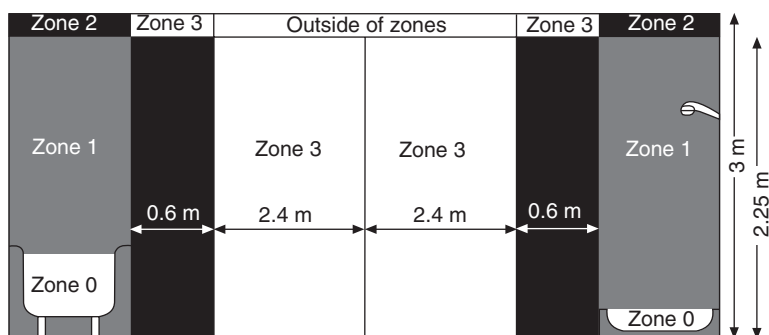 Zone 2 Zone 3 Outside of zones Zone 3 Zone 2
Zone 1 Zone 3 Zone 3 Zone 1
3 m
2.25 m
0.6 m 2.4 m 2.4 m 0.6 m
Zone 0
Zone 0